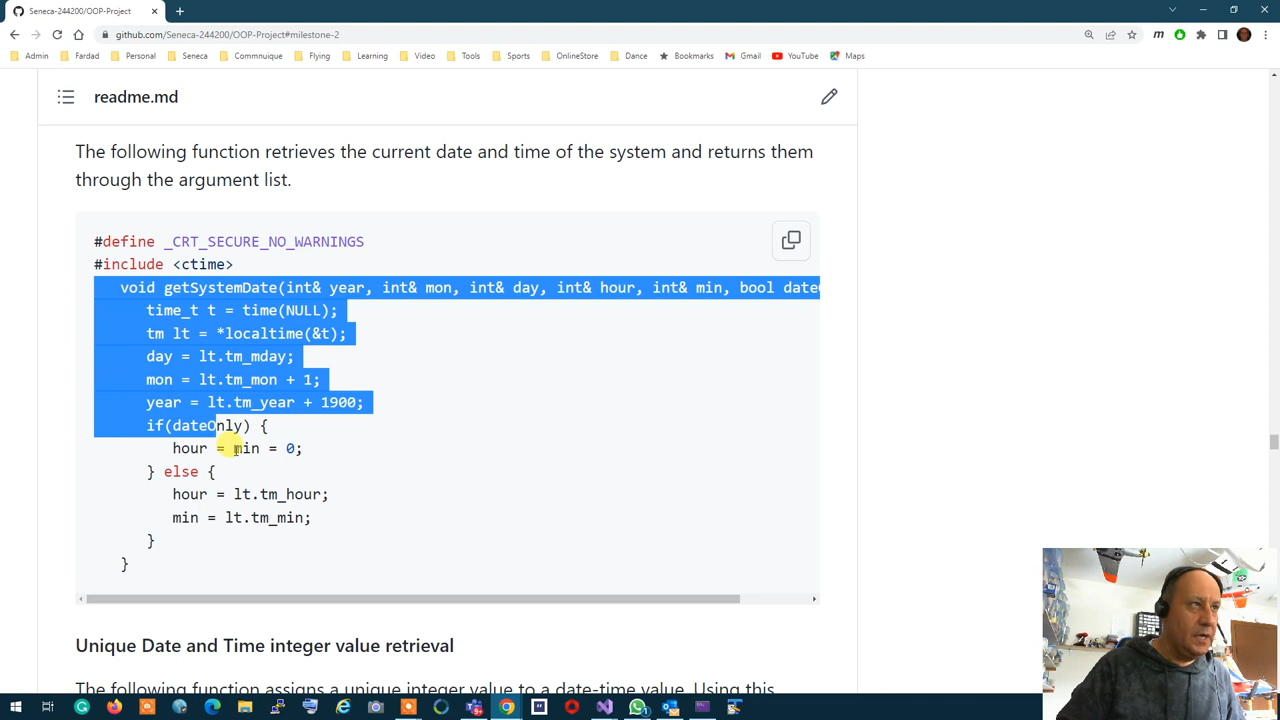 Seneca-244200/OOP-Project
github.com/Seneca-244200/OOP-Project#milestone-2
Admin Fardad Personal Seneca Commnuique Flying Learning Video Tools Sports OnlineStore Dance Bookmarks Gmail YouTube Maps
readme.md
The following function retrieves the current date and time of the system and returns them
through the argument list.
#define _CRT_SECURE_NO_WARNINGS
#include <ctime>
void getSystemDate(int& year, int& mon, int& day, int& hour, int& min, bool date
time_t t = time(NULL);
tm lt = *localtime(&t);
day = lt.tm_mday;
mon = lt.tm_mon + 1;
year = lt.tm_year + 1900;
if(dateOnly) {
hour = min = 0;
} else {
hour = lt.tm_hour;
min = lt.tm_min;
}
}
Unique Date and Time integer value retrieval
The following function assigns a unique integer value to a date-time value. Using this